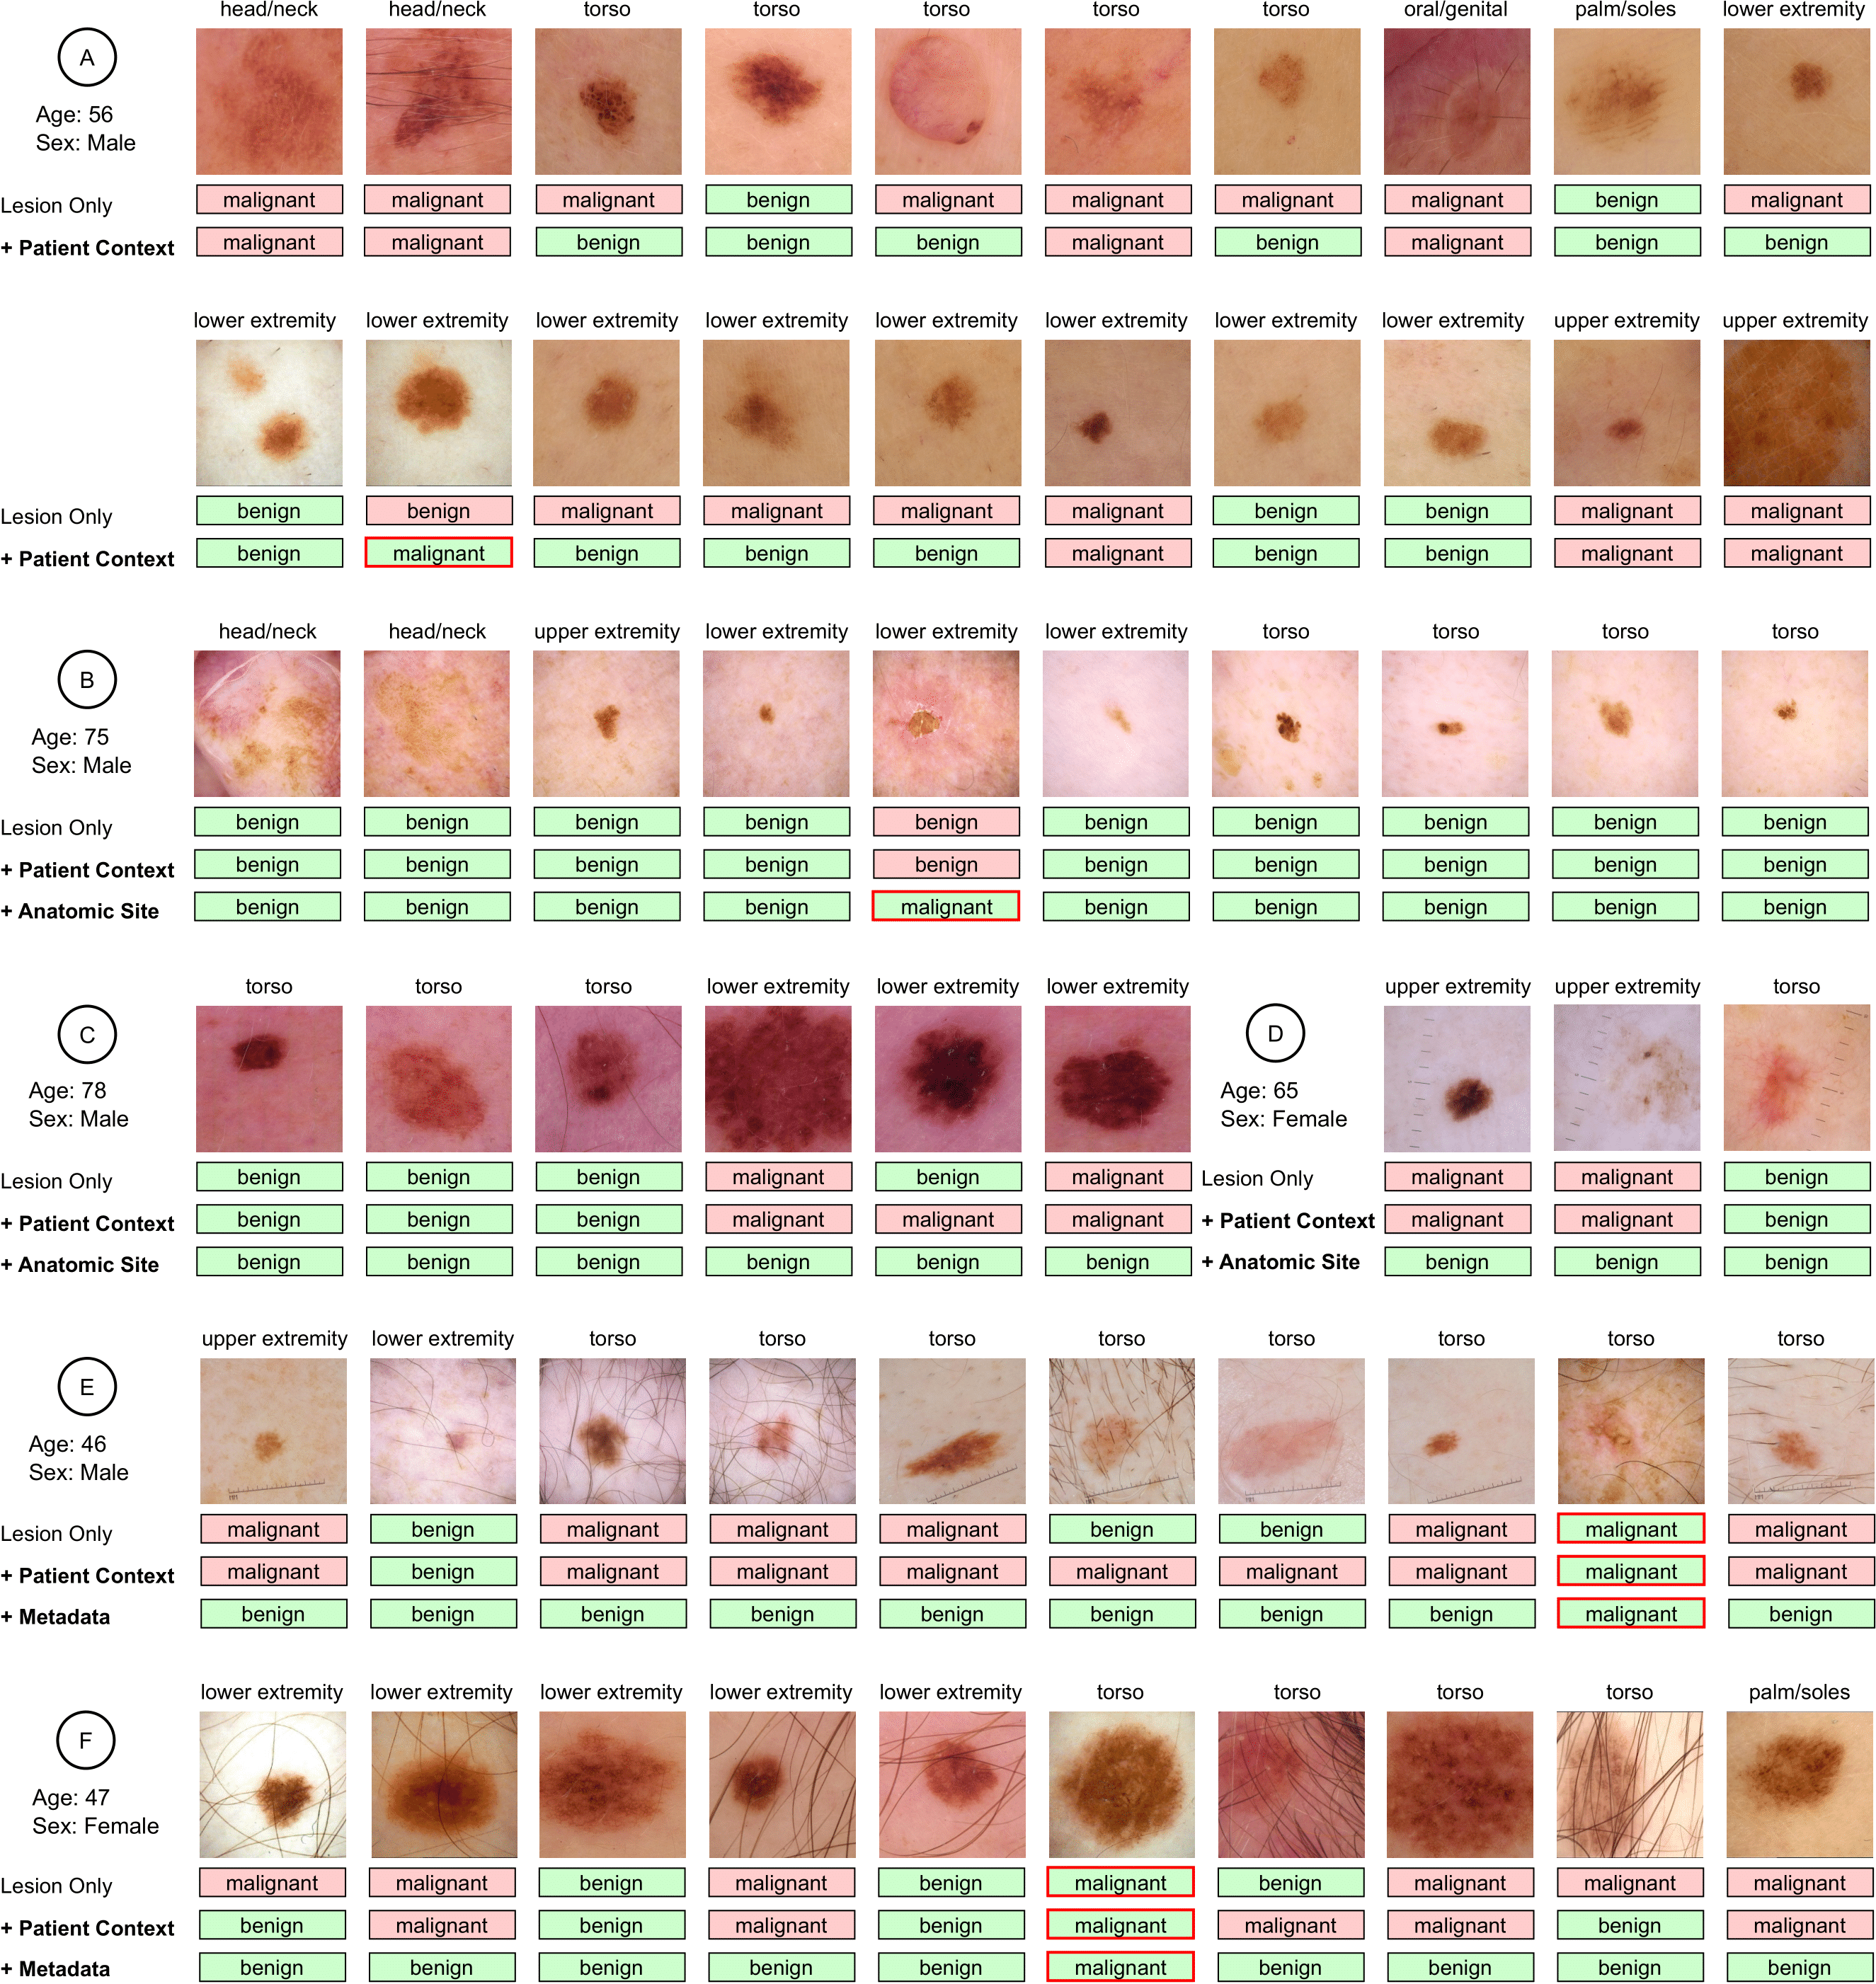 head/neck head/neck torso torso torso torso torso oral/genital palm/soles lower extremity
A
Age: 56
Sex: Male
Lesion Only malignant malignant malignant benign malignant malignant malignant malignant benign malignant
+ Patient Context malignant malignant benign benign benign malignant benign malignant benign benign
lower extremity lower extremity lower extremity lower extremity lower extremity lower extremity lower extremity lower extremity upper extremity upper extremity
Lesion Only benign benign malignant malignant malignant malignant benign benign malignant malignant
+ Patient Context benign malignant benign benign benign malignant benign benign malignant malignant
head/neck head/neck upper extremity lower extremity lower extremity lower extremity torso torso torso torso
B
Age: 75
Sex: Male
Lesion Only benign benign benign benign benign benign benign benign benign benign
+ Patient Context benign benign benign benign benign benign benign benign benign benign
+ Anatomic Site benign benign benign benign malignant benign benign benign benign benign
torso torso torso lower extremity lower extremity lower extremity
C
Age: 78
Sex: Male
Lesion Only benign benign benign malignant benign malignant
+ Patient Context benign benign benign malignant malignant malignant
+ Anatomic Site benign benign benign benign benign benign
upper extremity upper extremity torso
D
Age: 65
Sex: Female
Lesion Only malignant malignant benign
+ Patient Context malignant malignant benign
+ Anatomic Site benign benign benign
upper extremity lower extremity torso torso torso torso torso torso torso torso
E
Age: 46
Sex: Male
Lesion Only malignant benign malignant malignant malignant benign benign malignant malignant malignant
+ Patient Context malignant benign malignant malignant malignant malignant malignant malignant malignant malignant
+ Metadata benign benign benign benign benign benign benign benign malignant benign
lower extremity lower extremity lower extremity lower extremity lower extremity torso torso torso torso palm/soles
F
Age: 47
Sex: Female
Lesion Only malignant malignant benign malignant benign malignant benign malignant malignant malignant
+ Patient Context benign malignant benign malignant benign malignant malignant malignant benign malignant
+ Metadata benign benign benign benign benign malignant benign benign benign benign